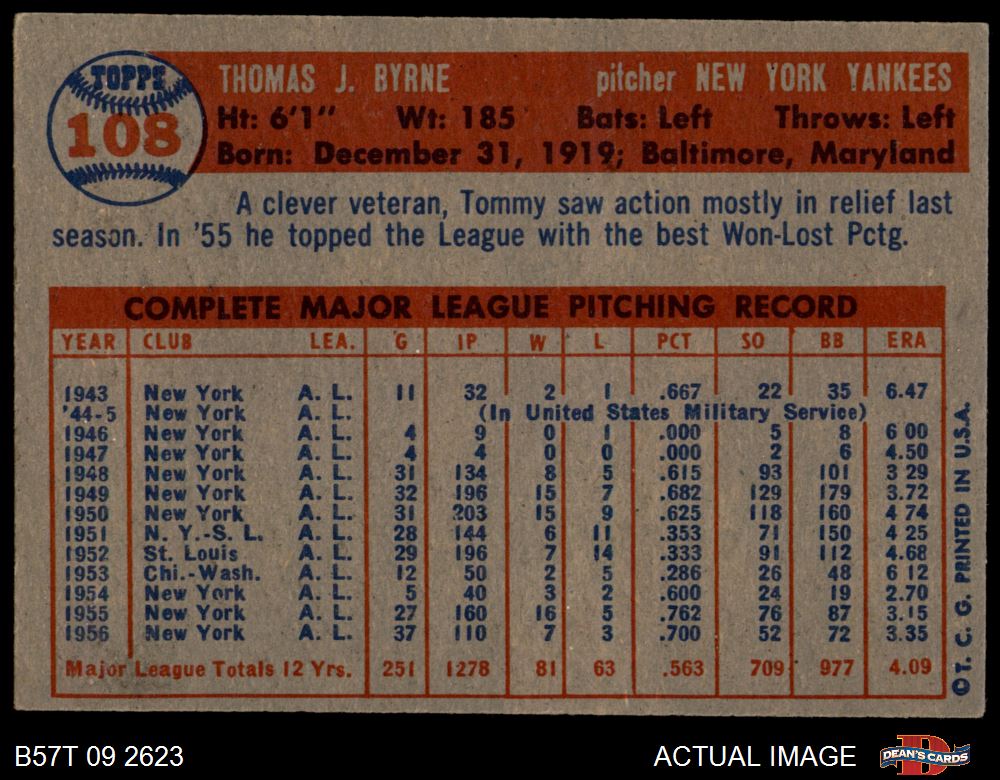 TOPPS
108
THOMAS J. BYRNE pitcher NEW YORK YANKEES
Ht: 6'1" Wt: 185 Bats: Left Throws: Left
Born: December 31, 1919; Baltimore, Maryland
A clever veteran, Tommy saw action mostly in relief last
season. In '55 he topped the League with the best Won-Lost Pctg.
COMPLETE MAJOR LEAGUE PITCHING RECORD
YEAR CLUB LEA. G IP W L PCT SO BB ERA
1943 New York A. L. 11 32 2 1 .667 22 35 6.47
'44-5 New York A. L. (In United States Military Service)
1946 New York A. L. 4 9 0 1 .000 5 8 6 00
1947 New York A. L. 4 4 0 0 .000 2 6 4.50
1948 New York A. L. 31 134 8 5 .615 93 101 3 29
1949 New York A. L. 32 196 15 7 .682 129 179 3.72
1950 New York A. L. 31 203 15 9 .625 118 160 4 74
1951 N. Y.-S. L. A. L. 28 144 6 11 .353 71 150 4 25
1952 St. Louis A. L. 29 196 7 14 .333 91 112 4.68
1953 Chi.-Wash. A. L. 12 50 2 5 .286 26 48 6 12
1954 New York A. L. 5 40 3 2 .600 24 19 2.70
1955 New York A. L. 27 160 16 5 .762 76 87 3.15
1956 New York A. L. 37 110 7 3 .700 52 72 3.35
Major League Totals 12 Yrs. 251 1278 81 63 .563 709 977 4.09
©T. C. G. PRINTED IN U.S.A.
B57T 09 2623
ACTUAL IMAGE
DEAN'S CARDS